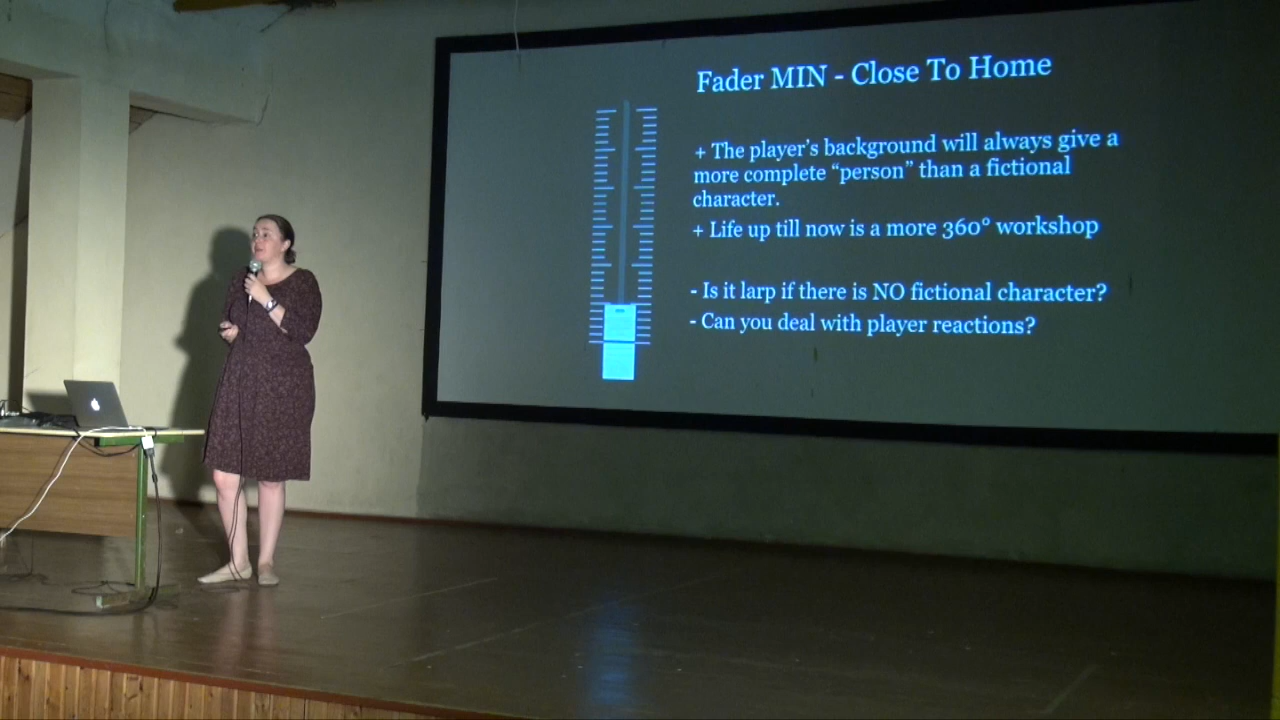 Fader MIN - Close To Home
+ The player's background will always give a
more complete “person” than a fictional
character.
+ Life up till now is a more 360° workshop
- Is it larp if there is NO fictional character?
- Can you deal with player reactions?